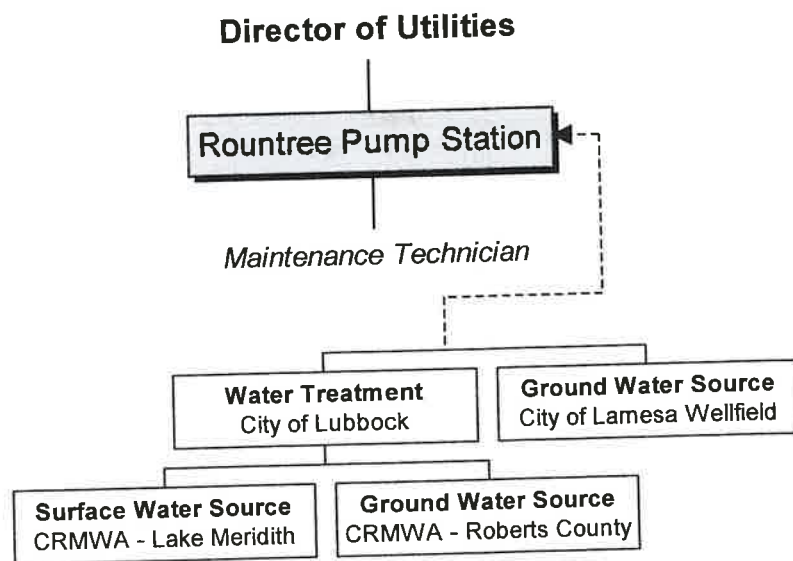 Director of Utilities
Rountree Pump Station
Maintenance Technician
Water Treatment
City of Lubbock
Ground Water Source
City of Lamesa Wellfield
Surface Water Source
CRMWA - Lake Meridith
Ground Water Source
CRMWA - Roberts County